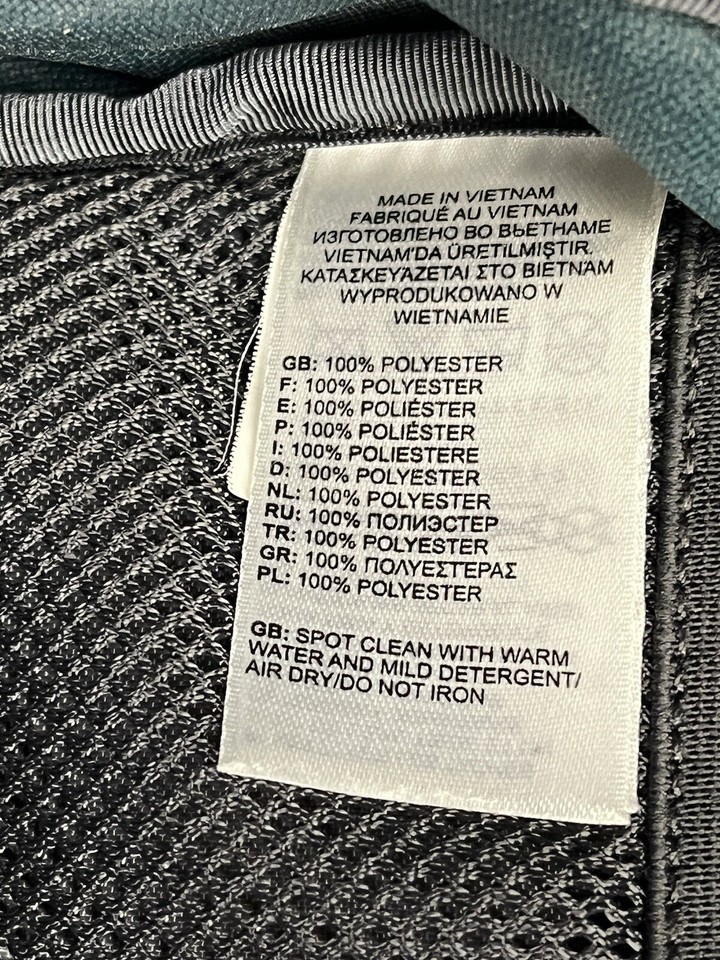 MADE IN VIETNAM
FABRIQUÉ AU VIETNAM
ИЗГОТОВЛЕНО ВО ВЬЕТНАМЕ
VIETNAM'DA ÜRETiLMiŞTiR.
ΚΑΤΑΣΚΕΥΆΖΕΤΑΙ ΣΤΟ ΒΙΕΤΝΆΜ
WYPRODUKOWANO W
WIETNAMIE
GB: 100% POLYESTER
F: 100% POLYESTER
E: 100% POLIÉSTER
P: 100% POLIÉSTER
I: 100% POLIESTERE
D: 100% POLYESTER
NL: 100% POLYESTER
RU: 100% ПОЛИЭСТЕР
TR: 100% POLYESTER
GR: 100% ΠΟΛΥΕΣΤΕΡΑΣ
PL: 100% POLYESTER
GB: SPOT CLEAN WITH WARM
WATER AND MILD DETERGENT/
AIR DRY/DO NOT IRON